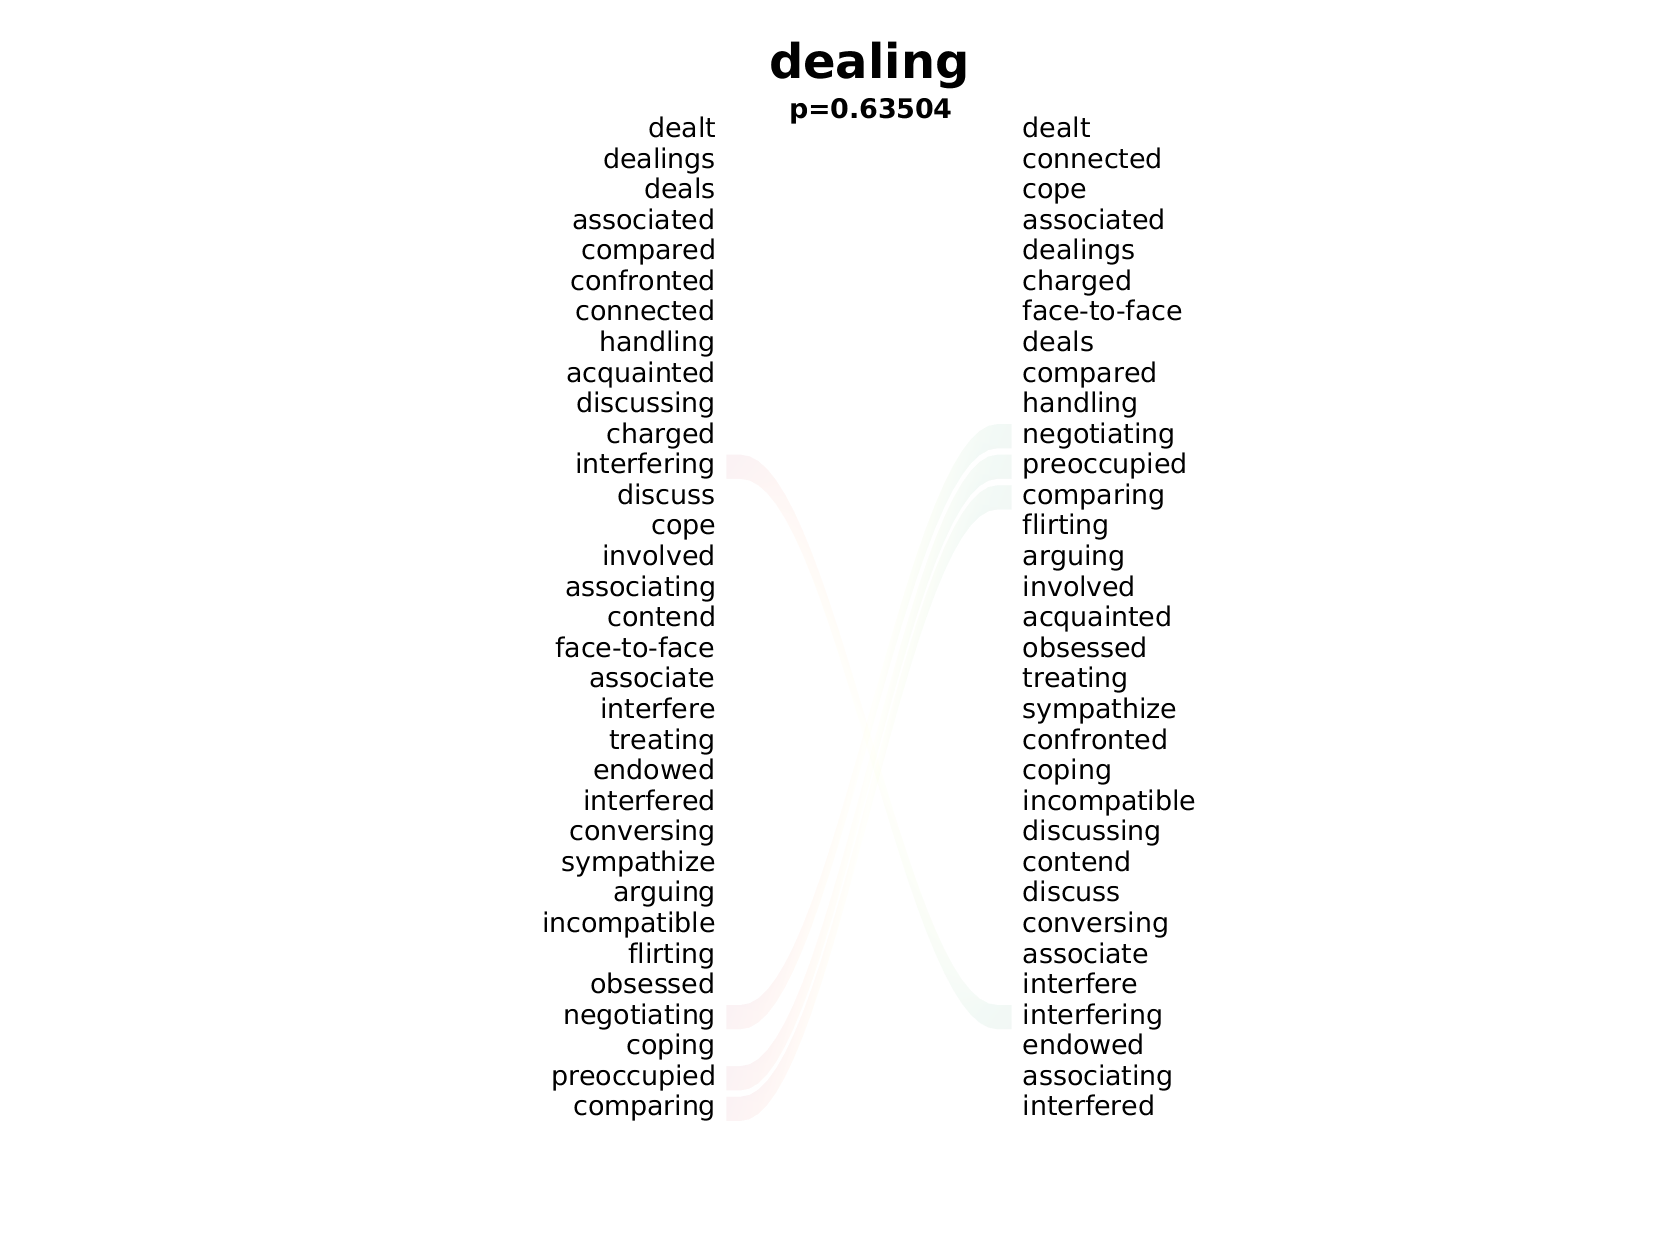 dealing
p=0.63504
dealt
dealings
deals
associated
compared
confronted
connected
handling
acquainted
discussing
charged
interfering
discuss
cope
involved
associating
contend
face-to-face
associate
interfere
treating
endowed
interfered
conversing
sympathize
arguing
incompatible
flirting
obsessed
negotiating
coping
preoccupied
comparing
dealt
connected
cope
associated
dealings
charged
face-to-face
deals
compared
handling
negotiating
preoccupied
comparing
flirting
arguing
involved
acquainted
obsessed
treating
sympathize
confronted
coping
incompatible
discussing
contend
discuss
conversing
associate
interfere
interfering
endowed
associating
interfered